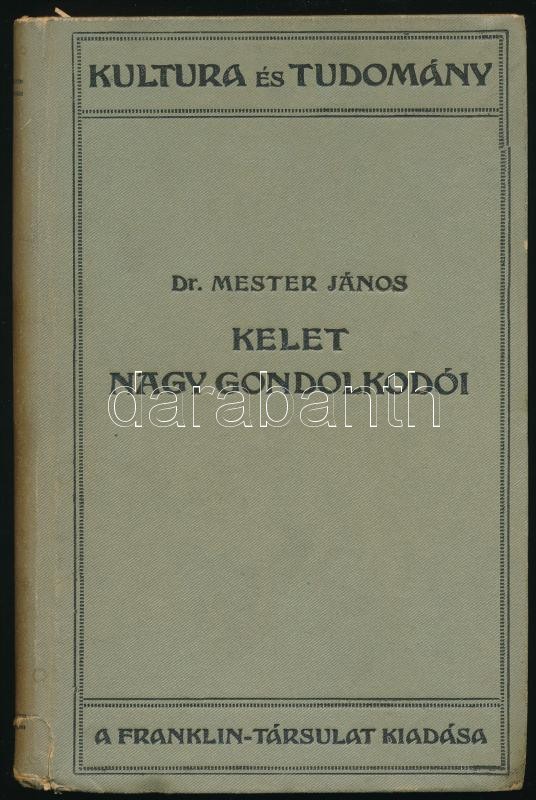 KULTURA ÉS TUDOMÁNY
Dr. MESTER JÁNOS
KELET
NAGY GONDOLKODÓI
darabanth
A FRANKLIN-TÁRSULAT KIADÁSA